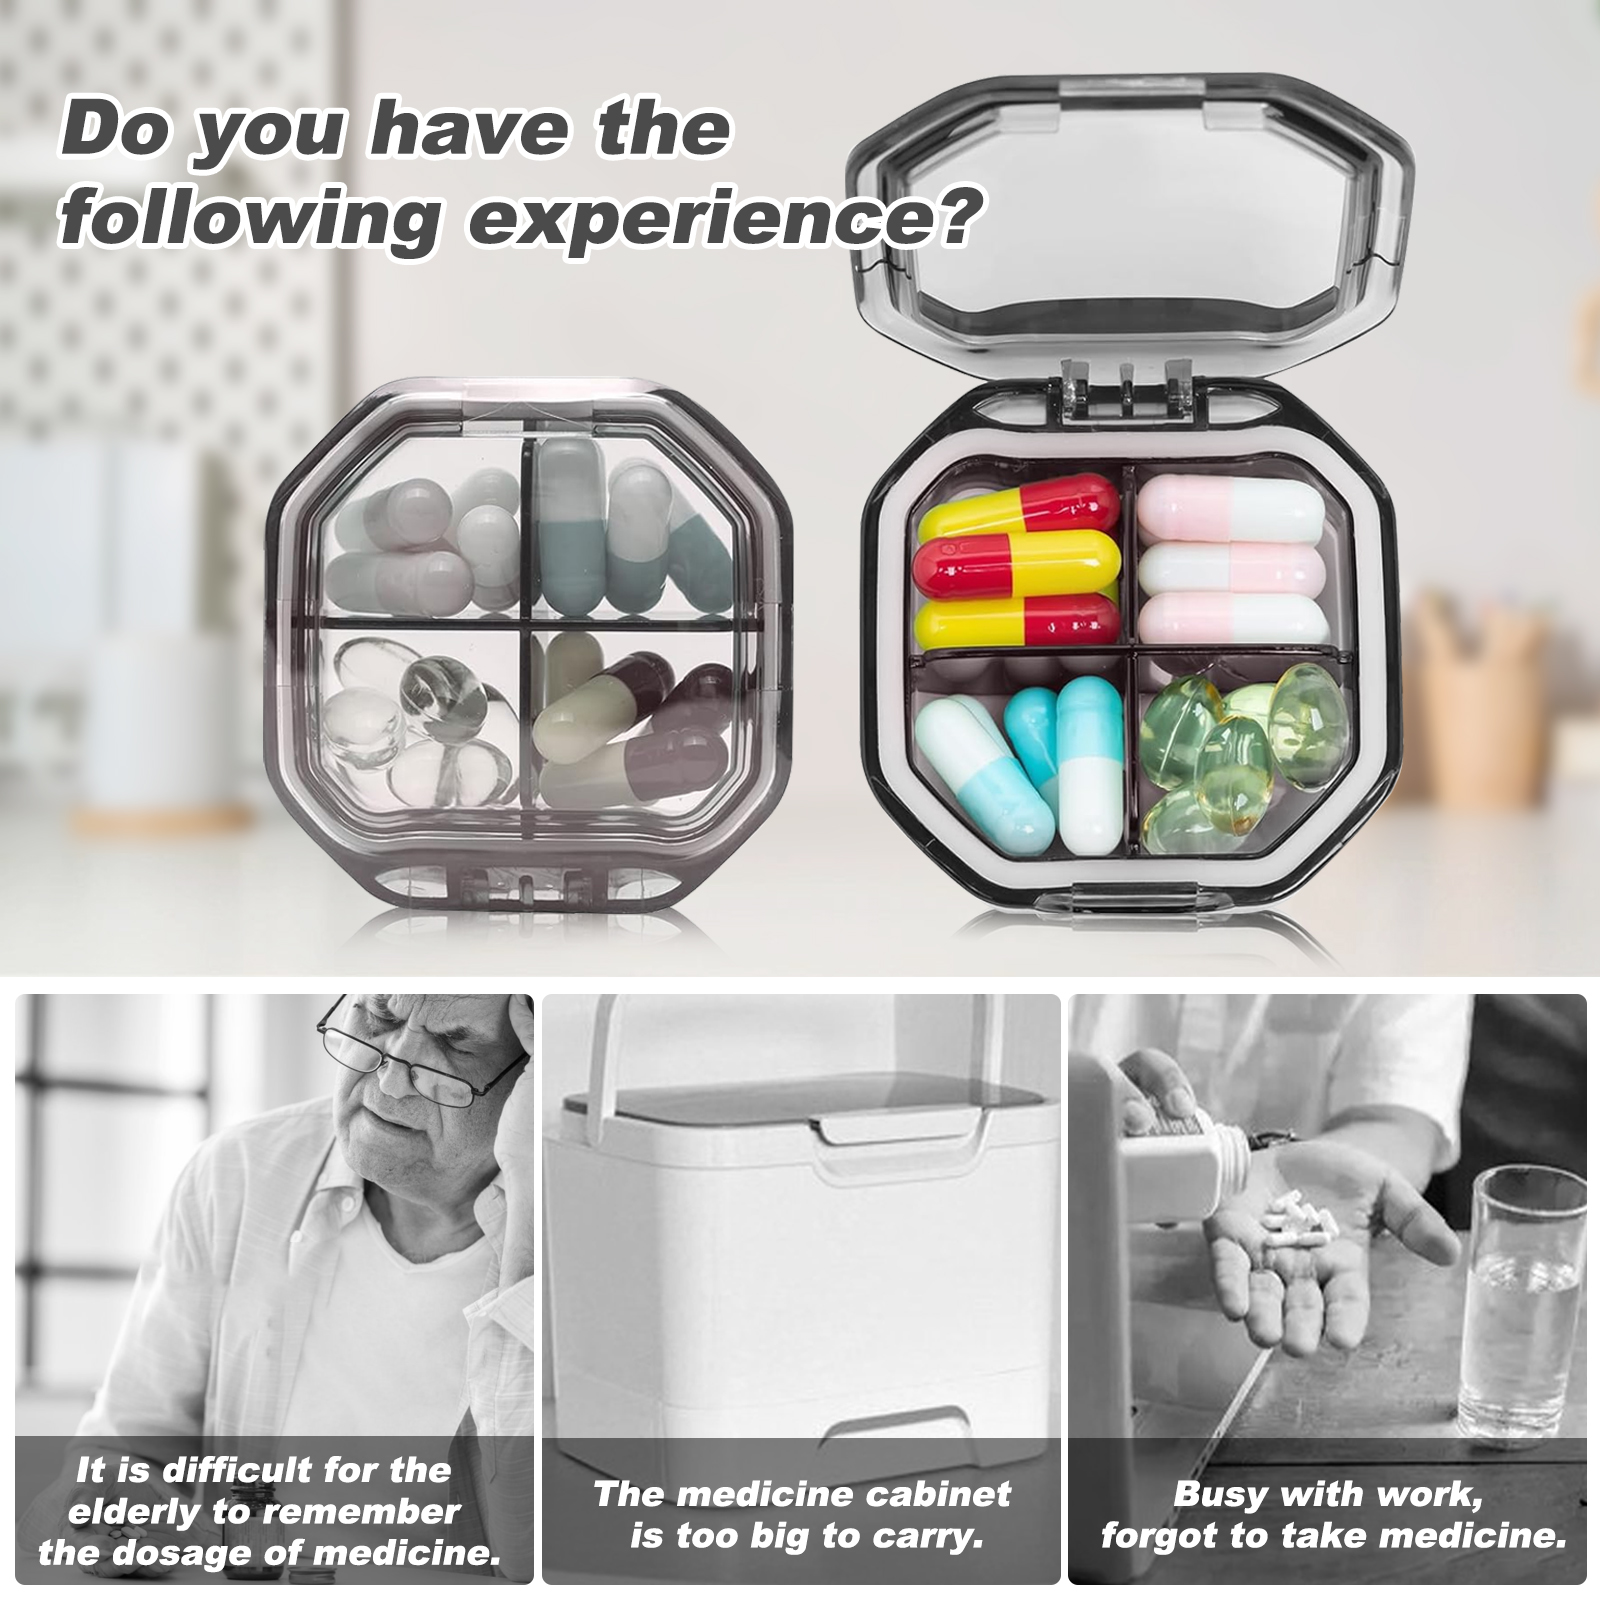 Do you have the
following experience?
It is difficult for the
elderly to remember
the dosage of medicine.
The medicine cabinet
is too big to carry.
Busy with work,
forgot to take medicine.